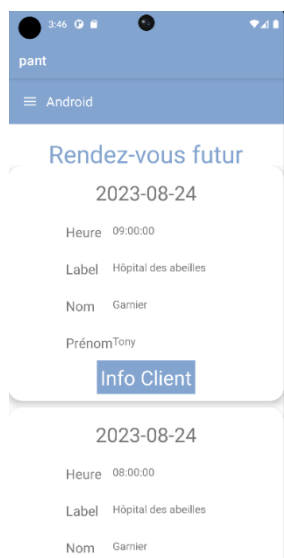 3:46
pant
Android
Rendez-vous futur
2023-08-24
Heure 09:00:00
Label Hôpital des abeilles
Nom Garnier
Prénom Tony
Info Client
2023-08-24
Heure 08:00:00
Label Hôpital des abeilles
Nom Garnier